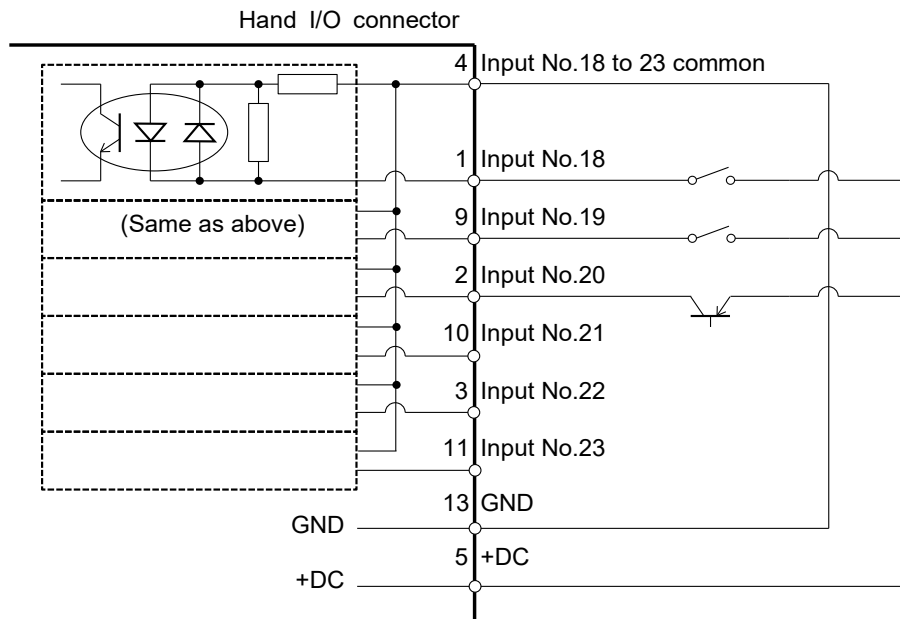 Hand I/O connector
4 Input No.18 to 23 common
1 Input No.18
(Same as above)
9 Input No.19
2 Input No.20
10 Input No.21
3 Input No.22
11 Input No.23
13 GND
GND
5 +DC
+DC